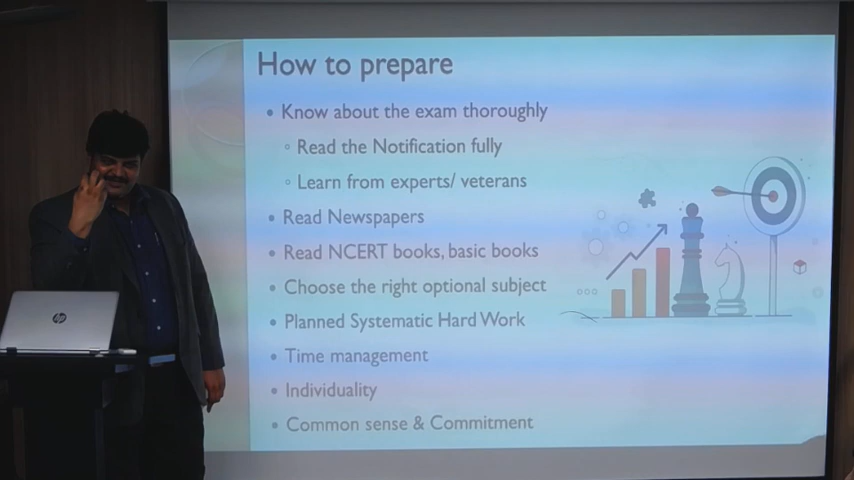 How to prepare
• Know about the exam thoroughly
◦ Read the Notification fully
◦ Learn from experts/ veterans
• Read Newspapers
• Read NCERT books, basic books
• Choose the right optional subject
• Planned Systematic Hard Work
• Time management
• Individuality
• Common sense & Commitment
hp